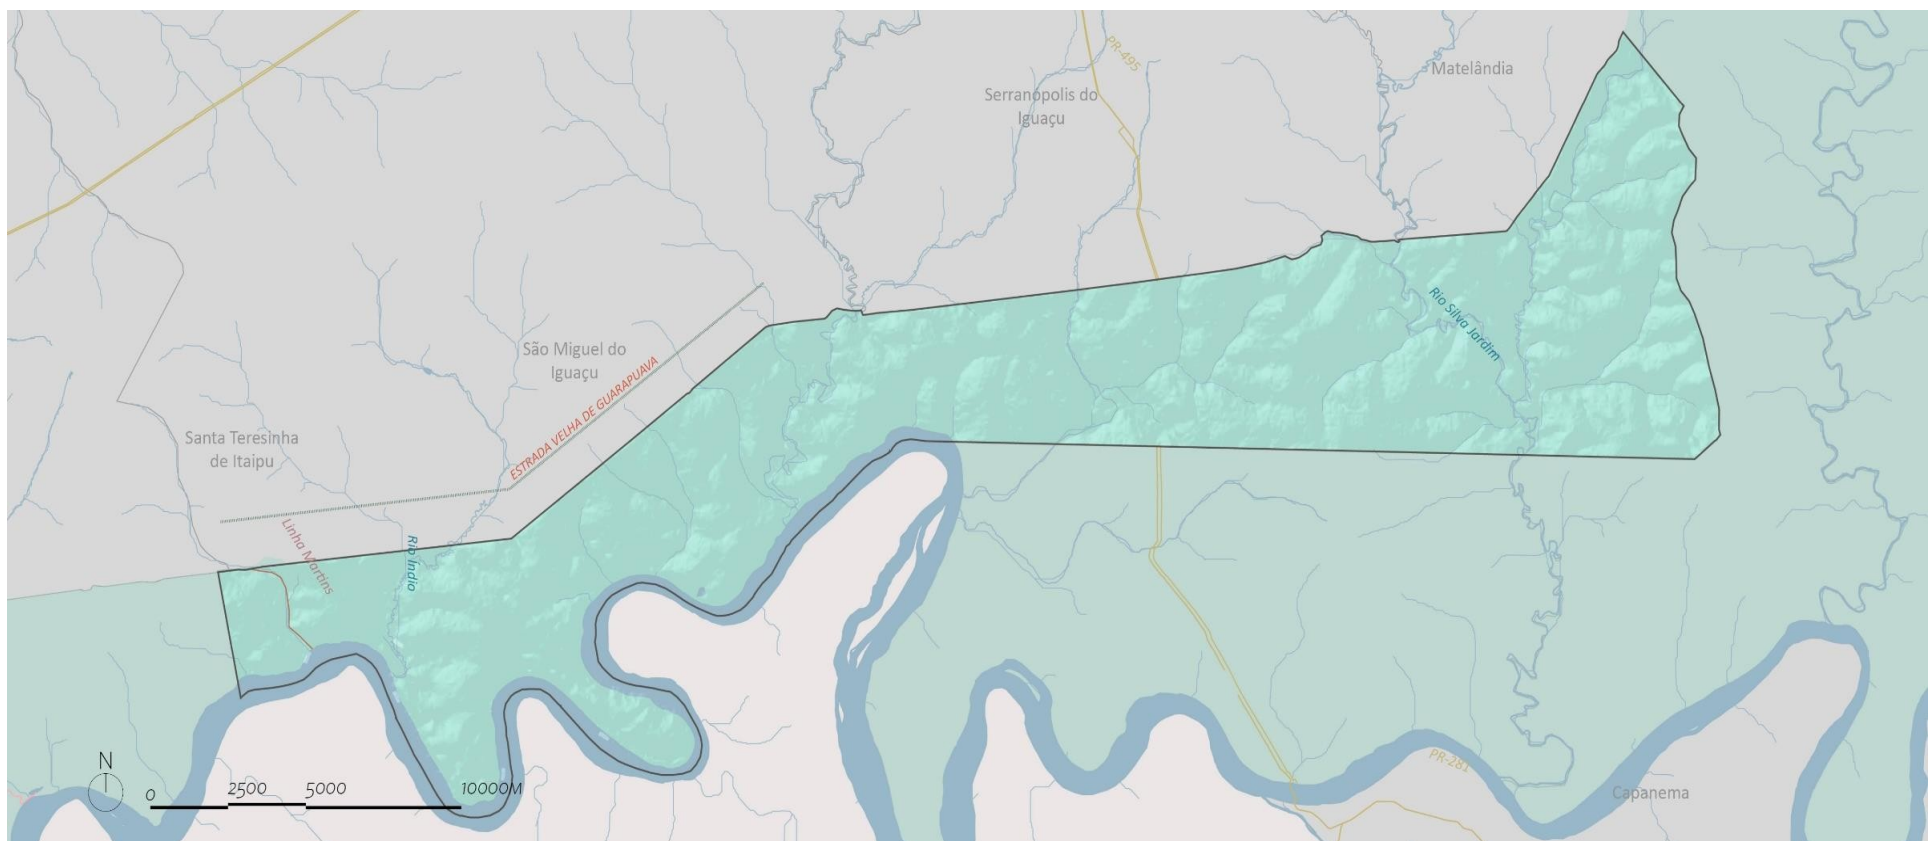 PR-495
Matelândia
Serranópolis do
Iguaçu
Rio Silva Jardim
São Miguel do
Iguaçu
ESTRADA VELHA DE GUARAPUAVA
Santa Teresinha
de Itaipu
Linha Martins
Rio Índio
N
0
2500
5000
10000M
PR-281
Capanema